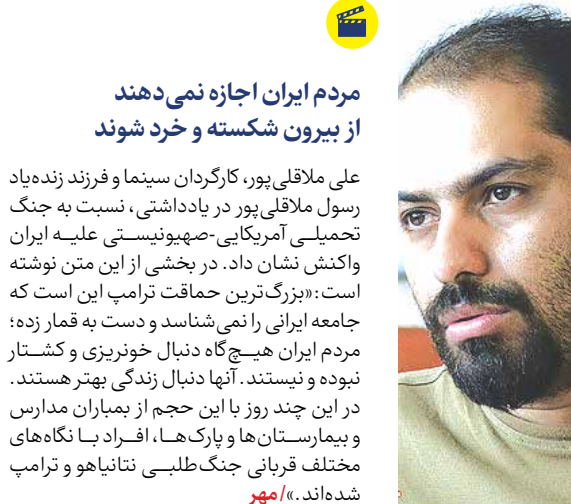 مردم ایران اجازه نمی‌دهند
از بیرون شکسته و خرد شوند
علی ملاقلی‌پور، کارگردان سینما و فرزند زنده‌یاد
رسول ملاقلی‌پور در یادداشتی، نسبت به جنگ
تحمیلی آمریکایی-صهیونیستی علیه ایران
واکنش نشان داد. در بخشی از این متن نوشته
است: «بزرگ‌ترین حماقت ترامپ این است که
جامعه ایرانی را نمی‌شناسد و دست به قمار زده؛
مردم ایران هیچ‌گاه دنبال خونریزی و کشتار
نبوده و نیستند. آنها دنبال زندگی بهتر هستند.
در این چند روز با این حجم از بمباران مدارس
و بیمارستان‌ها و پارک‌ها، افراد با نگاه‌های
مختلف قربانی جنگ‌طلبی نتانیاهو و ترامپ
شده‌اند.»/ مهر